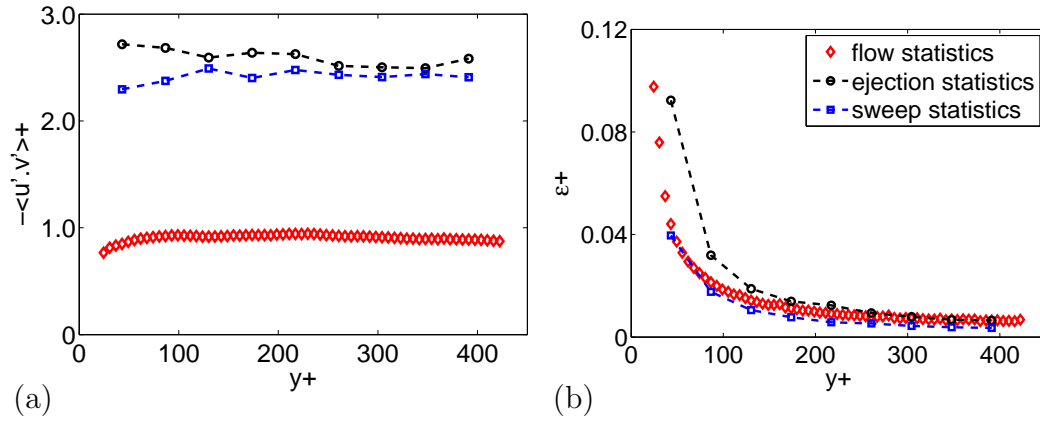 3.0
2.0
1.0
0
−<u'.v'>+
0
100
200
300
400
y+
(a)
0.12
0.08
0.04
0
ε+
flow statistics
ejection statistics
sweep statistics
0
100
200
300
400
y+
(b)